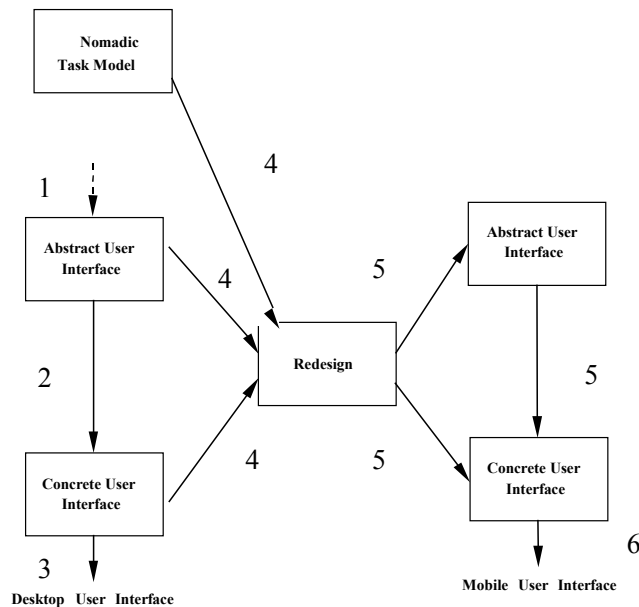 Nomadic
Task Model
4
1
Abstract User
Interface
4
2
Concrete User
Interface
4
3
Desktop User Interface
Redesign
5
5
Abstract User
Interface
5
Concrete User
Interface
6
Mobile User Interface